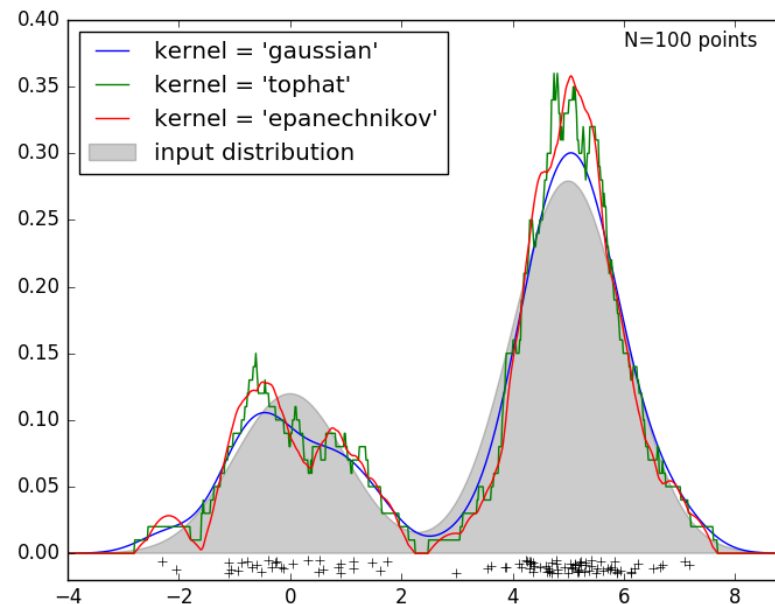 0.40
0.35
0.30
0.25
0.20
0.15
0.10
0.05
0.00
kernel = 'gaussian'
kernel = 'tophat'
kernel = 'epanechnikov'
input distribution
N=100 points
−4 −2 0 2 4 6 8